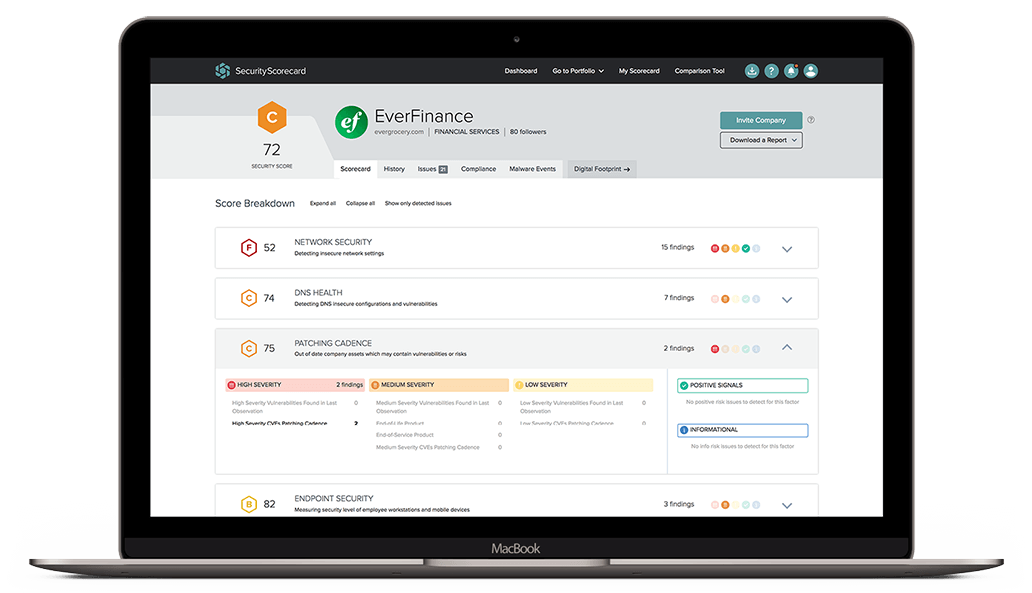 SecurityScorecard
Dashboard Go to Portfolio My Scorecard Comparison Tool
C
72
SECURITY SCORE
ef
EverFinance
evergrocery.com FINANCIAL SERVICES 80 followers
Invite Company ?
Download a Report
Scorecard History Issues 21 Compliance Malware Events Digital Footprint →
Score Breakdown Expand all Collapse all Show only detected issues
F 52 NETWORK SECURITY 15 findings
Detecting insecure network settings
C 74 DNS HEALTH 7 findings
Detecting DNS insecure configurations and vulnerabilities
C 75 PATCHING CADENCE 2 findings
Out of date company assets which may contain vulnerabilities or risks
HIGH SEVERITY 2 findings
High Severity Vulnerabilities Found in Last 0
Observation
High Severity CVEs Patching Cadence 2
MEDIUM SEVERITY
Medium Severity Vulnerabilities Found in Last 0
Observation
End-of-Life Product 0
End-of-Service Product 0
Medium Severity CVEs Patching Cadence 0
LOW SEVERITY
Low Severity Vulnerabilities Found in Last 0
Observation
Low Severity CVEs Patching Cadence 0
POSITIVE SIGNALS
No positive risk issues to detect for this factor
INFORMATIONAL
No info risk issues to detect for this factor
B 82 ENDPOINT SECURITY 3 findings
Measuring security level of employee workstations and mobile devices
MacBook